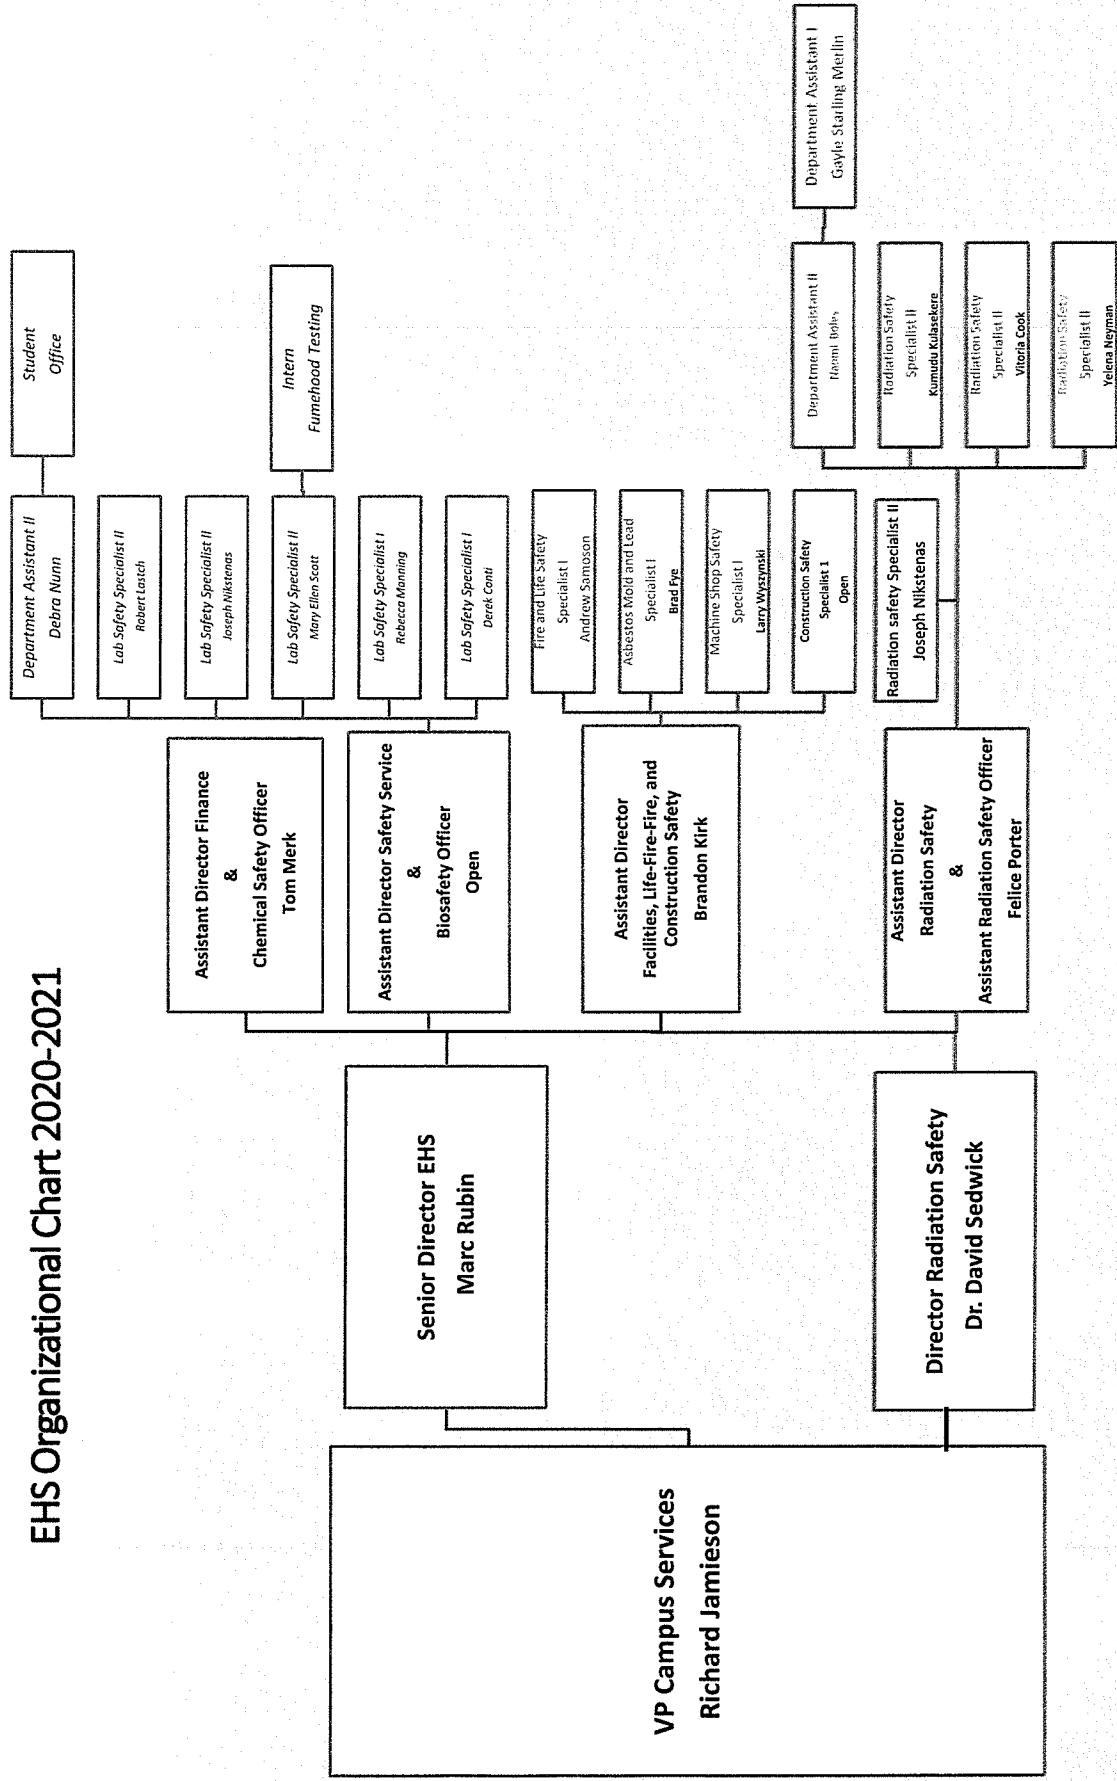 EHS Organizational Chart 2020-2021
VP Campus Services
Richard Jamieson
Senior Director EHS
Marc Rubin
Director Radiation Safety
Dr. David Sedwick
Assistant Director Finance
&
Chemical Safety Officer
Tom Merk
Assistant Director Safety Service
&
Biosafety Officer
Open
Assistant Director
Facilities, Life-Fire-Fire, and
Construction Safety
Brandon Kirk
Assistant Director
Radiation Safety
&
Assistant Radiation Safety Officer
Felice Porter
Department Assistant II
Debra Nunn
Lab Safety Specialist II
Robert Lastch
Lab Safety Specialist II
Joseph Nikstenas
Lab Safety Specialist II
Mary Ellen Scott
Lab Safety Specialist I
Rebecca Manning
Lab Safety Specialist I
Derek Conti
Fire and Life Safety
Specialist I
Andrew Samoson
Asbestos Mold and Lead
Specialist I
Brad Fye
Machine Shop Safety
Specialist I
Larry Wyszynski
Construction Safety
Specialist 1
Open
Radiation safety Specialist II
Joseph Nikstenas
Student
Office
Intern
Fumehood Testing
Department Assistant II
Naomi Boles
Radiation Safety
Specialist II
Kumudu Kulasekere
Radiation Safety
Specialist II
Vitoria Cook
Radiation Safety
Specialist II
Yelena Neyman
Department Assistant I
Gayle Starling Merlin